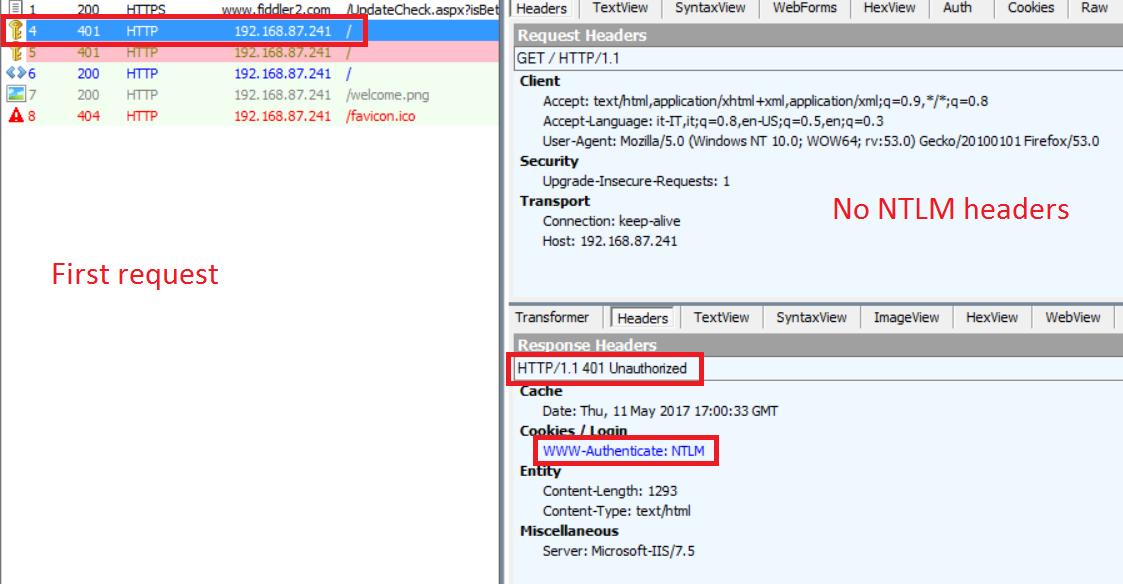 1 200 HTTPS www.fiddler2.com /UpdateCheck.aspx?isBet
4 401 HTTP 192.168.87.241 /
5 401 HTTP 192.168.87.241 /
6 200 HTTP 192.168.87.241 /
7 200 HTTP 192.168.87.241 /welcome.png
8 404 HTTP 192.168.87.241 /favicon.ico
First request
Headers TextView SyntaxView WebForms HexView Auth Cookies Raw
Request Headers
GET / HTTP/1.1
Client
Accept: text/html,application/xhtml+xml,application/xml;q=0.9,*/*;q=0.8
Accept-Language: it-IT,it;q=0.8,en-US;q=0.5,en;q=0.3
User-Agent: Mozilla/5.0 (Windows NT 10.0; WOW64; rv:53.0) Gecko/20100101 Firefox/53.0
Security
Upgrade-Insecure-Requests: 1
Transport
Connection: keep-alive
Host: 192.168.87.241
No NTLM headers
Transformer Headers TextView SyntaxView ImageView HexView WebView
Response Headers
HTTP/1.1 401 Unauthorized
Cache
Date: Thu, 11 May 2017 17:00:33 GMT
Cookies / Login
WWW-Authenticate: NTLM
Entity
Content-Length: 1293
Content-Type: text/html
Miscellaneous
Server: Microsoft-IIS/7.5